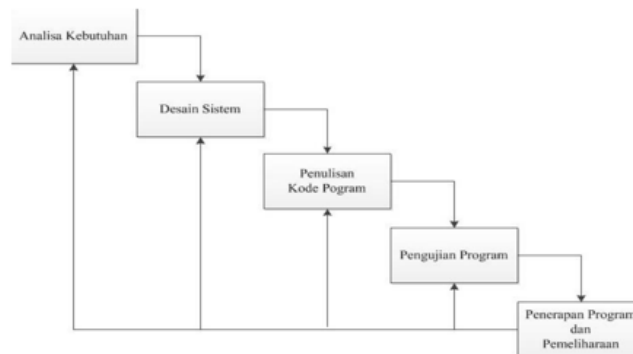 Analisa Kebutuhan
Desain Sistem
Penulisan
Kode Pogram
Pengujian Program
Penerapan Program
dan
Pemeliharaan